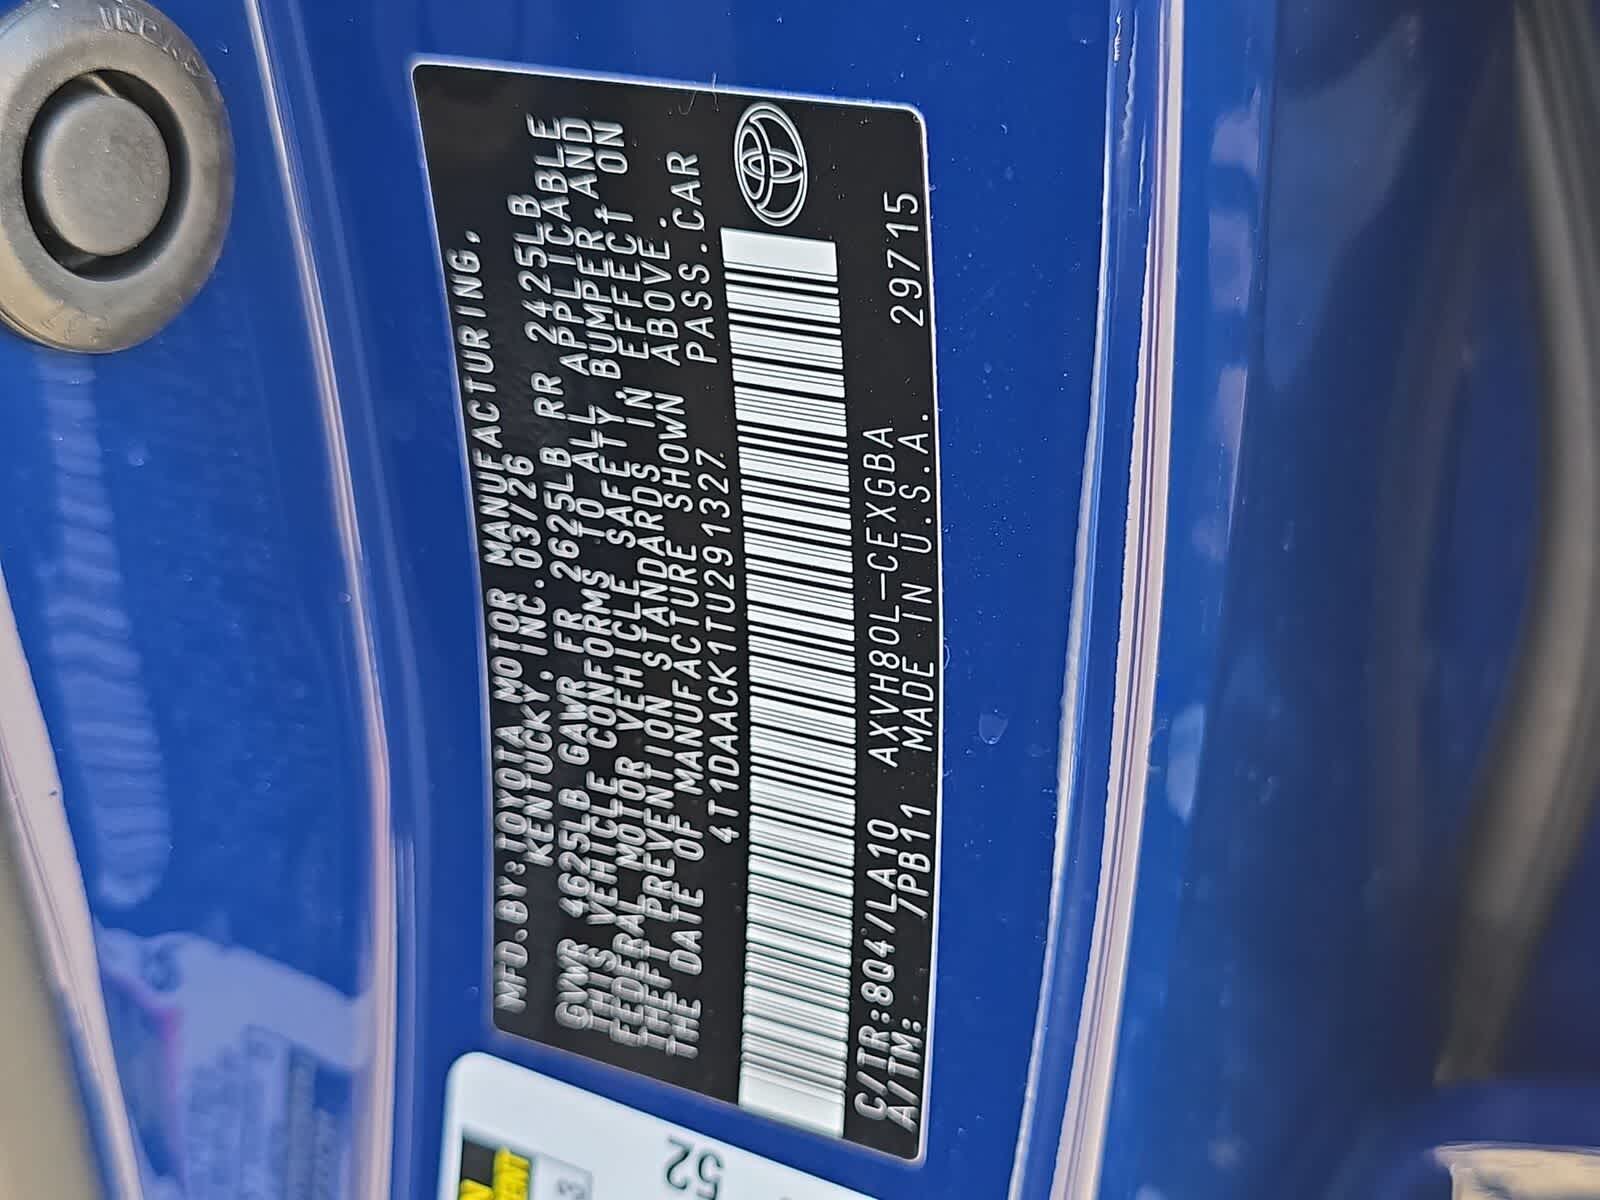 MFD.BY:TOYOTA MOTOR MANUFACTURING,
KENTUCKY, INC. 03/26
GVWR 4625LB GAWR FR 2625LB RR 2425LB
THIS VEHICLE CONFORMS TO ALL APPLICABLE
FEDERAL MOTOR VEHICLE SAFETY BUMPER, AND
THEFT PREVENTION STANDARDS IN EFFECT ON
THE DATE OF MANUFACTURE SHOWN ABOVE.
4T1DAACK1TU291327 PASS.CAR
C/TR:8Q4/LA10 AXVH80L-CEXGBA 29715
A/TM: /PB11 MADE IN U.S.A.
52